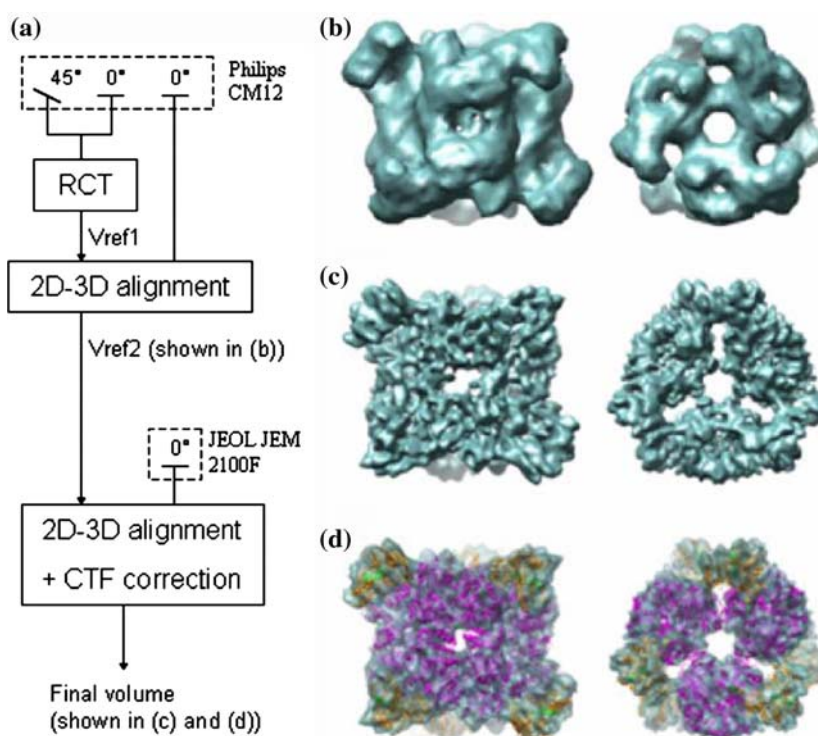 (a)
45° 0° 0°
Philips
CM12
RCT
Vref1
2D-3D alignment
Vref2 (shown in (b))
0°
JEOL JEM
2100F
2D-3D alignment
+ CTF correction
Final volume
(shown in (c) and (d))
(b)
(c)
(d)